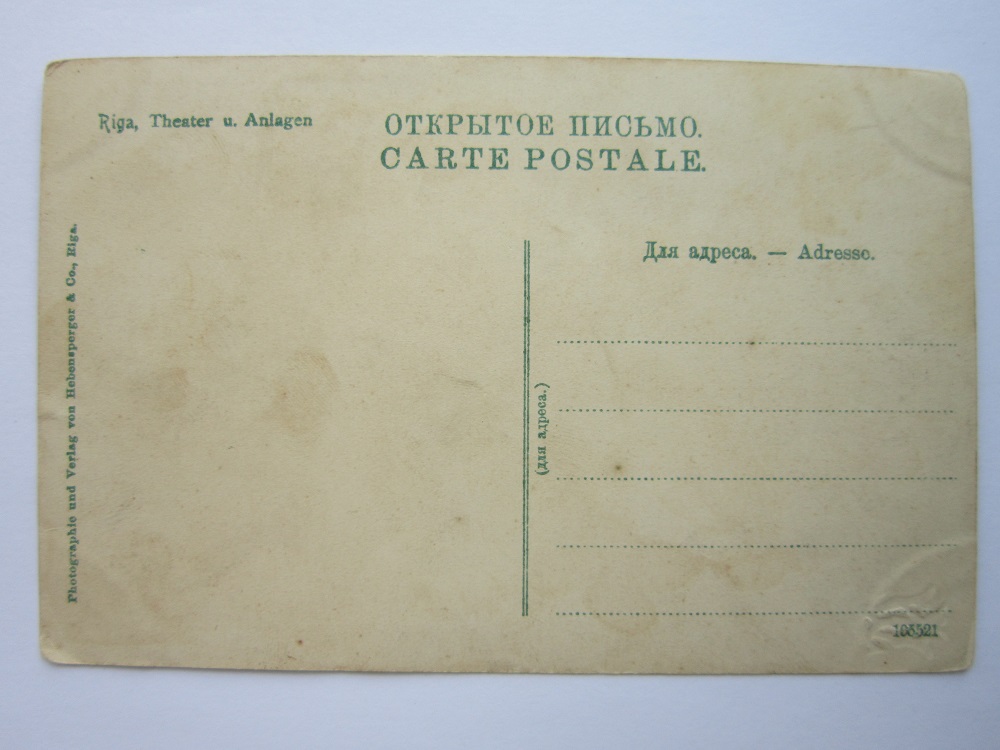 Riga, Theater u. Anlagen
ОТКРЫТОЕ ПИСЬМО.
CARTE POSTALE.
Photographie und Verlag von Hebensperger & Co., Riga.
Для адреса. — Adresse.
(для адреса.)
105521